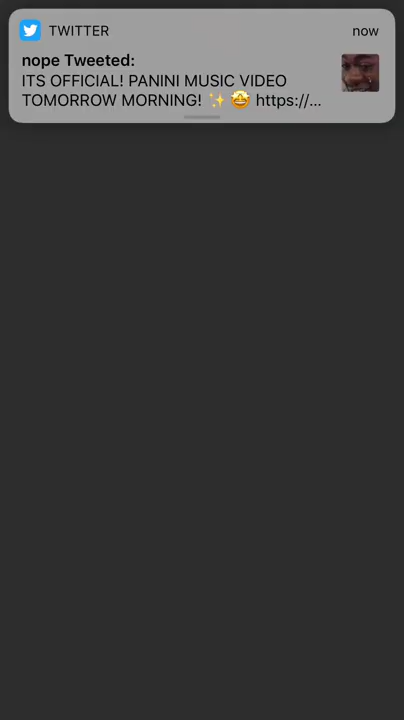 TWITTER now
nope Tweeted:
ITS OFFICIAL! PANINI MUSIC VIDEO
TOMORROW MORNING! ✨ 🤩 https://...